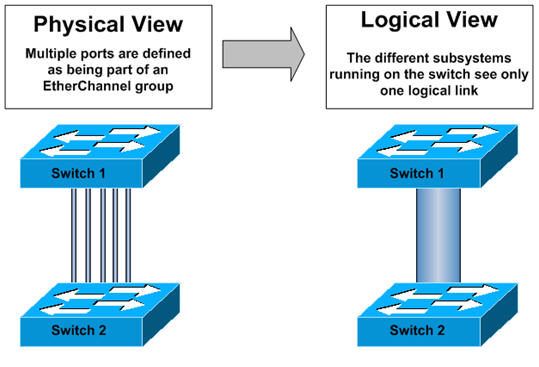 Physical View
Multiple ports are defined
as being part of an
EtherChannel group
Logical View
The different subsystems
running on the switch see only
one logical link
Switch 1
Switch 2
Switch 1
Switch 2